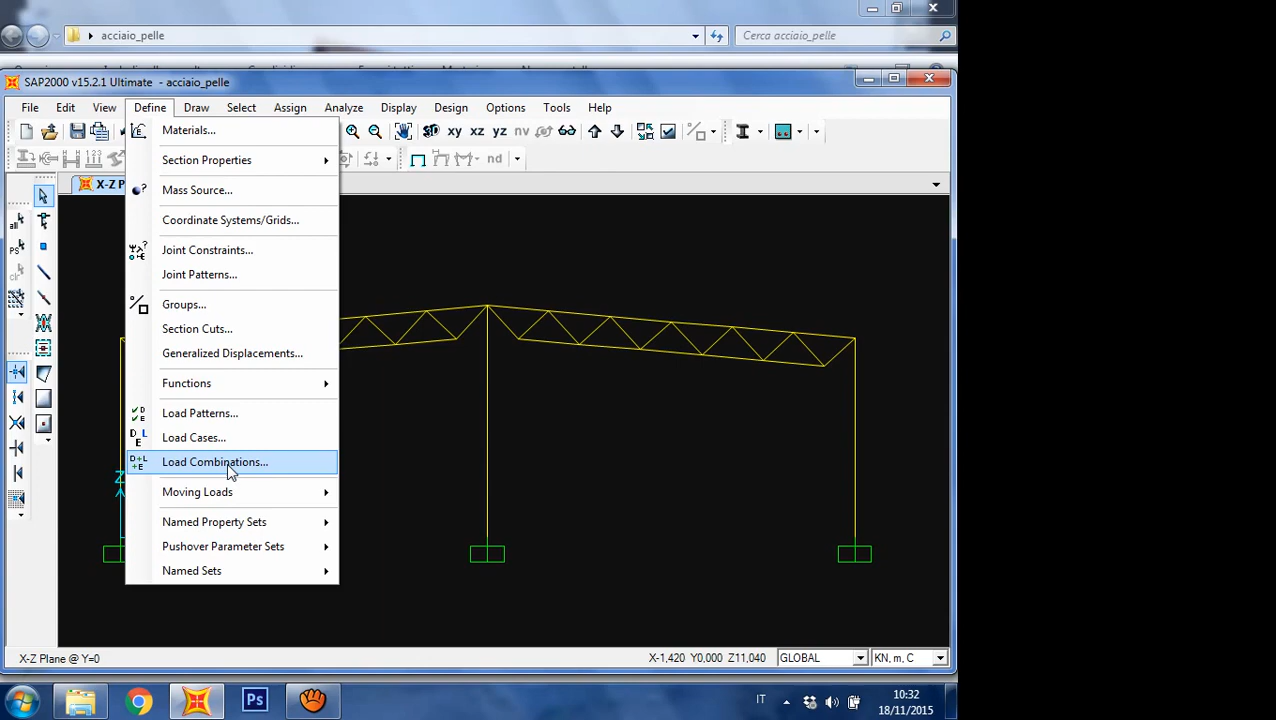 acciaio_pelle
Cerca acciaio_pelle
SAP2000 v15.2.1 Ultimate - acciaio_pelle
File Edit View Define Draw Select Assign Analyze Display Design Options Tools Help
xy xz yz nv
nd
X-Z P
Materials...
Section Properties
Mass Source...
Coordinate Systems/Grids...
Joint Constraints...
Joint Patterns...
Groups...
Section Cuts...
Generalized Displacements...
Functions
Load Patterns...
Load Cases...
Load Combinations...
Moving Loads
Named Property Sets
Pushover Parameter Sets
Named Sets
all
PS
clr
Z
X-Z Plane @ Y=0
X-1,420 Y0,000 Z11,040
GLOBAL
KN, m, C
Ps
IT
10:32
18/11/2015